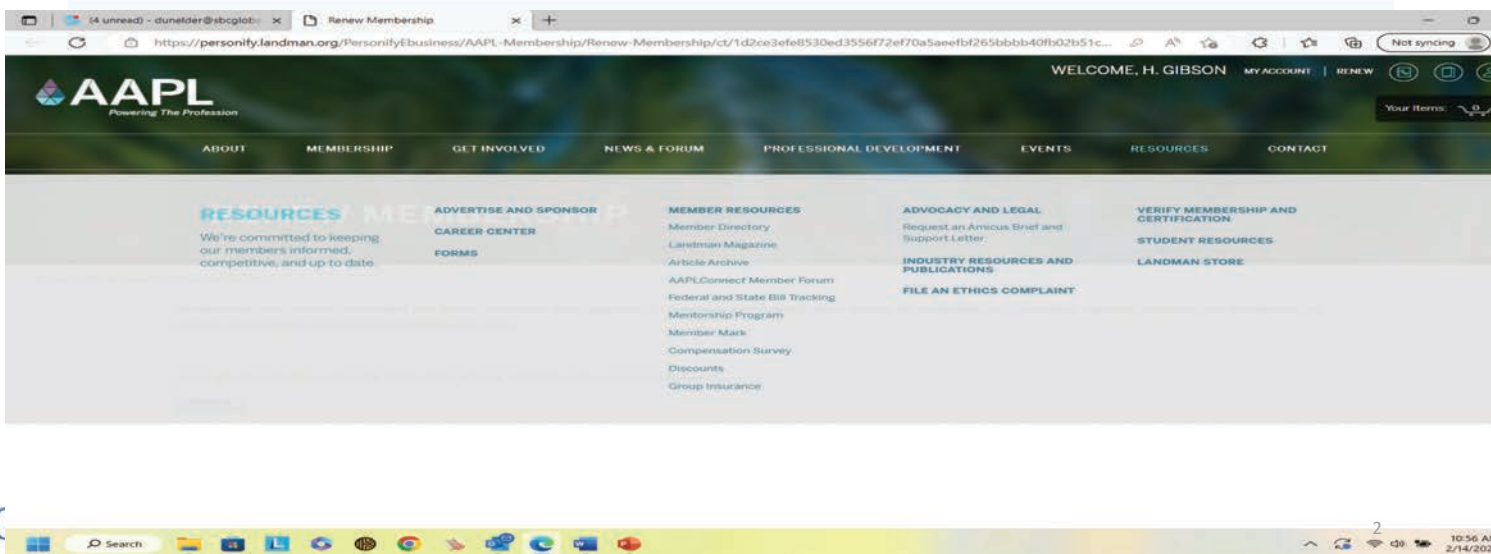 (4 unread) - dunelder@sbcglob
Renew Membership
https://personify.landman.org/PersonifyEbusiness/AAPL-Membership/Renew-Membership/ct/1d2ce3efe8530ed3556f72ef70a5aeefbf265bbbb40fb02b51c...
Not syncing
AAPL
Powering The Profession
WELCOME, H. GIBSON MY ACCOUNT | RENEW
Your Items: 0
ABOUT MEMBERSHIP GET INVOLVED NEWS & FORUM PROFESSIONAL DEVELOPMENT EVENTS RESOURCES CONTACT
RESOURCES
We're committed to keeping
our members informed,
competitive, and up to date.
ADVERTISE AND SPONSOR
CAREER CENTER
FORMS
MEMBER RESOURCES
Member Directory
Landman Magazine
Article Archive
AAPLConnect Member Forum
Federal and State Bill Tracking
Mentorship Program
Member Mark
Compensation Survey
Discounts
Group Insurance
ADVOCACY AND LEGAL
Request an Amicus Brief and
Support Letter
INDUSTRY RESOURCES AND
PUBLICATIONS
FILE AN ETHICS COMPLAINT
VERIFY MEMBERSHIP AND
CERTIFICATION
STUDENT RESOURCES
LANDMAN STORE
2
Search
10:56 A
2/14/202